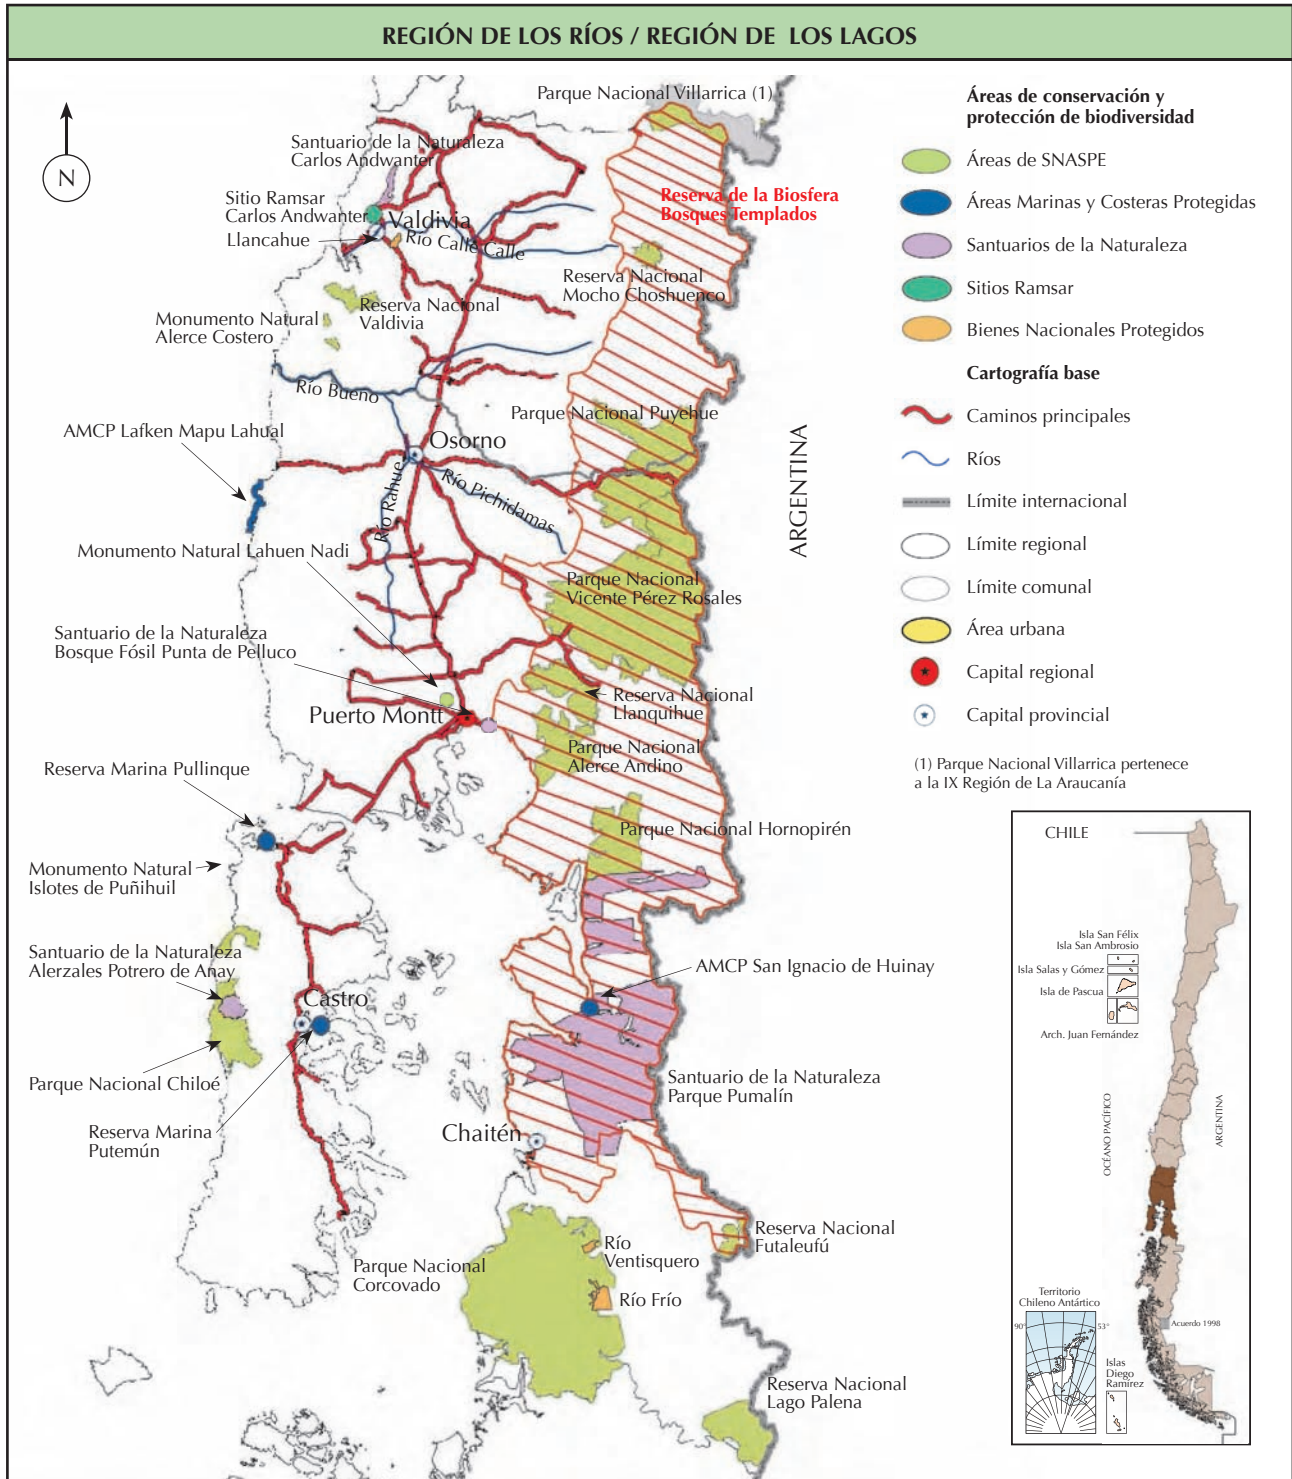 REGIÓN DE LOS RÍOS / REGIÓN DE LOS LAGOS
Parque Nacional Villarrica (1)
Santuario de la Naturaleza
Carlos Andwanter
Sitio Ramsar
Carlos Andwanter
Valdivia
Llancahue
Río Calle Calle
Reserva de la Biosfera
Bosques Templados
Reserva Nacional
Mocho Choshuenco
Reserva Nacional
Valdivia
Monumento Natural
Alerce Costero
Río Bueno
Parque Nacional Puyehue
AMCP Lafken Mapu Lahual
Osorno
Río Rahue
Río Pichidamas
ARGENTINA
Monumento Natural Lahuen Nadi
Parque Nacional
Vicente Pérez Rosales
Santuario de la Naturaleza
Bosque Fósil Punta de Pelluco
Reserva Nacional
Llanquihue
Puerto Montt
Parque Nacional
Alerce Andino
Reserva Marina Pullinque
Parque Nacional Hornopirén
Monumento Natural
Islotes de Puñihuil
Santuario de la Naturaleza
Alerzales Potrero de Anay
AMCP San Ignacio de Huinay
Castro
Parque Nacional Chiloé
Santuario de la Naturaleza
Parque Pumalín
Reserva Marina
Putemún
Chaitén
Reserva Nacional
Futaleufú
Río
Ventisquero
Parque Nacional
Corcovado
Río Frío
Reserva Nacional
Lago Palena
N
Áreas de conservación y
protección de biodiversidad
Áreas de SNASPE
Áreas Marinas y Costeras Protegidas
Santuarios de la Naturaleza
Sitios Ramsar
Bienes Nacionales Protegidos
Cartografía base
Caminos principales
Ríos
Límite internacional
Límite regional
Límite comunal
Área urbana
Capital regional
Capital provincial
(1) Parque Nacional Villarrica pertenece
a la IX Región de La Araucanía
CHILE
Isla San Félix
Isla San Ambrosio
Isla Salas y Gómez
Isla de Pascua
Arch. Juan Fernández
OCÉANO PACÍFICO
ARGENTINA
Territorio
Chileno Antártico
90°
53°
Acuerdo 1998
Islas
Diego
Ramírez